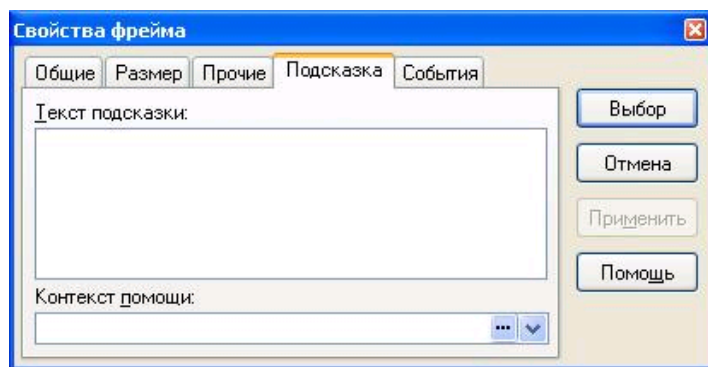 Свойства фрейма
Общие Размер Прочие Подсказка События
Текст подсказки:
Выбор
Отмена
Применить
Помощь
Контекст помощи:
...